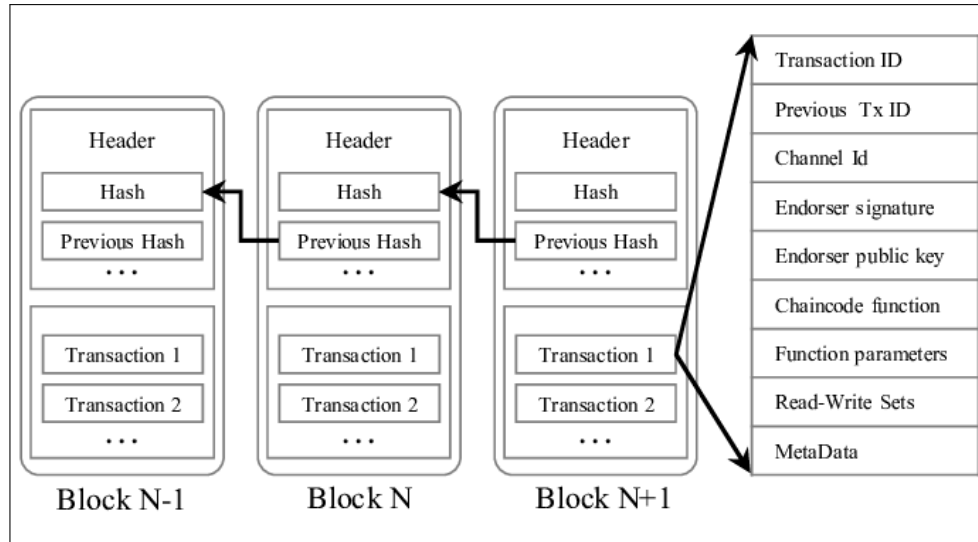 Header
Hash
Previous Hash
...
Transaction 1
Transaction 2
...
Block N-1
Header
Hash
Previous Hash
...
Transaction 1
Transaction 2
...
Block N
Header
Hash
Previous Hash
...
Transaction 1
Transaction 2
...
Block N+1
Transaction ID
Previous Tx ID
Channel Id
Endorser signature
Endorser public key
Chaincode function
Function parameters
Read-Write Sets
MetaData